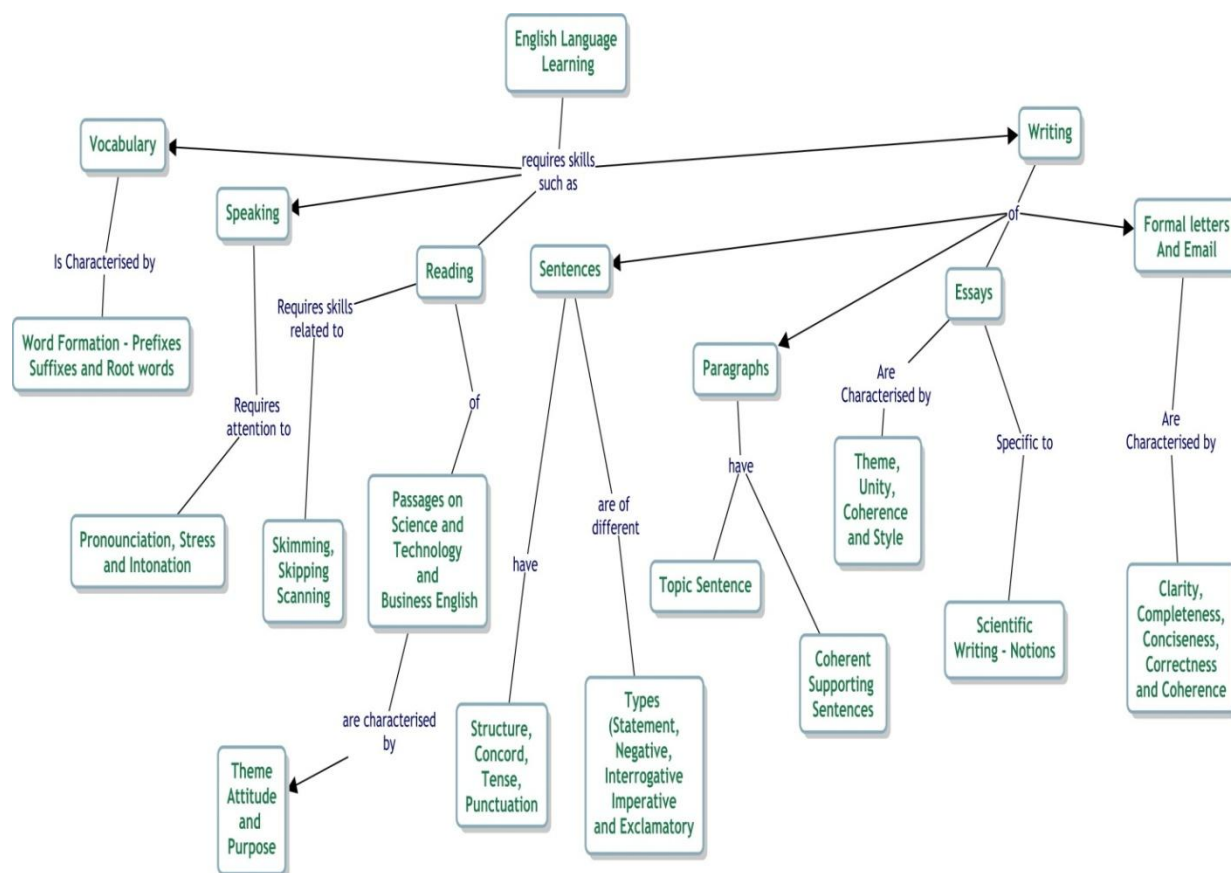 English Language
Learning
Vocabulary
requires skills
such as
Writing
Speaking
of
Formal letters
And Email
Is Characterised by
Reading
Sentences
Essays
Requires skills
related to
Word Formation - Prefixes
Suffixes and Root words
Paragraphs
Are
Characterised by
Requires
attention to
of
Are
Characterised by
Specific to
have
Theme,
Unity,
Coherence
and Style
Passages on
Science and
Technology
and
Business English
are of
different
Pronounciation, Stress
and Intonation
Skimming,
Skipping
Scanning
have
Topic Sentence
Scientific
Writing - Notions
Clarity,
Completeness,
Conciseness,
Correctness
and Coherence
Coherent
Supporting
Sentences
are characterised
by
Structure,
Concord,
Tense,
Punctuation
Types
(Statement,
Negative,
Interrogative
Imperative
and Exclamatory
Theme
Attitude
and
Purpose